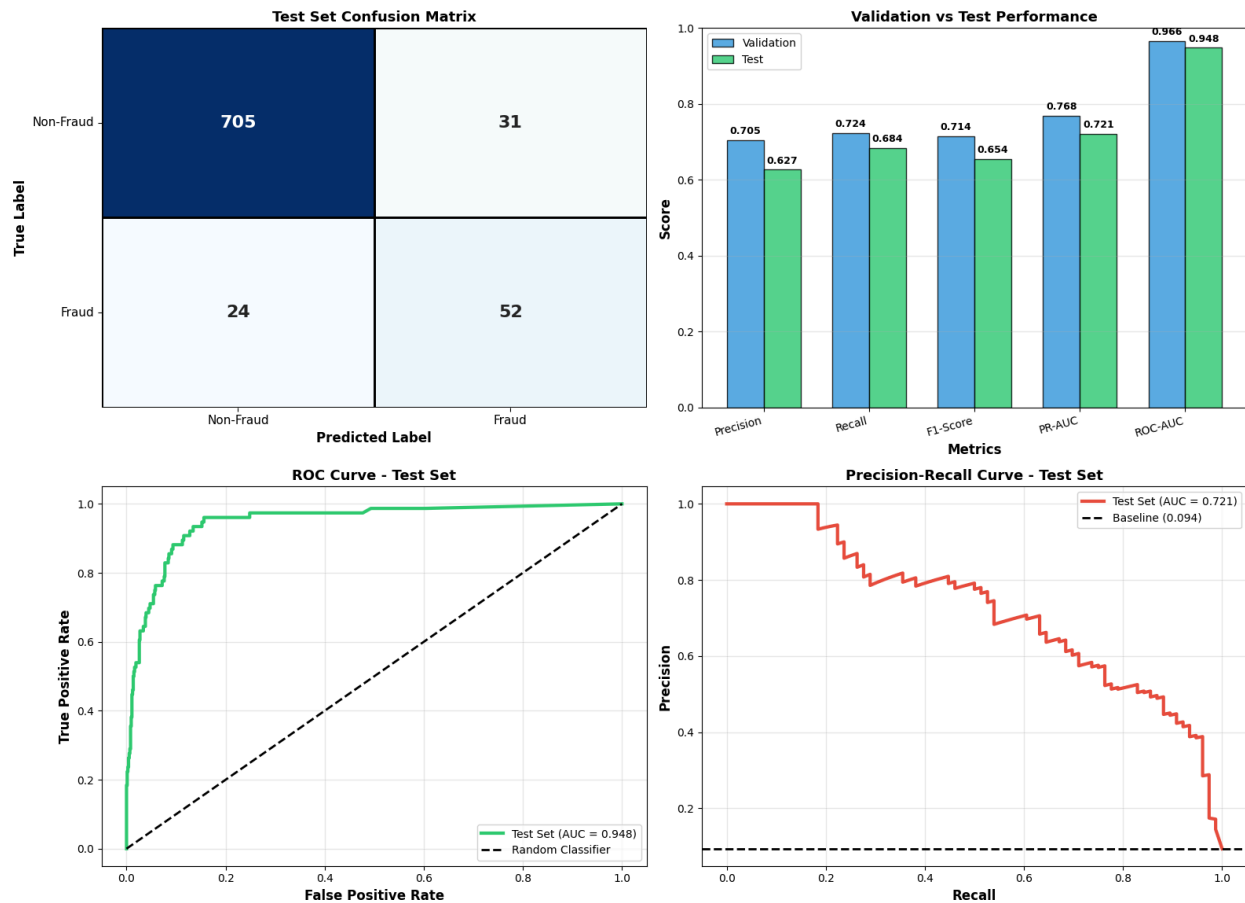 Test Set Confusion Matrix
True Label
Non-Fraud
705
31
Fraud
24
52
Non-Fraud
Fraud
Predicted Label
Validation vs Test Performance
Validation
Test
Score
1.0
0.8
0.6
0.4
0.2
0.0
0.705
0.627
0.724
0.684
0.714
0.654
0.768
0.721
0.966
0.948
Precision
Recall
F1-Score
PR-AUC
ROC-AUC
Metrics
ROC Curve - Test Set
True Positive Rate
1.0
0.8
0.6
0.4
0.2
0.0
Test Set (AUC = 0.948)
Random Classifier
0.0
0.2
0.4
0.6
0.8
1.0
False Positive Rate
Precision-Recall Curve - Test Set
Test Set (AUC = 0.721)
Baseline (0.094)
Precision
1.0
0.8
0.6
0.4
0.2
0.0
0.2
0.4
0.6
0.8
1.0
Recall